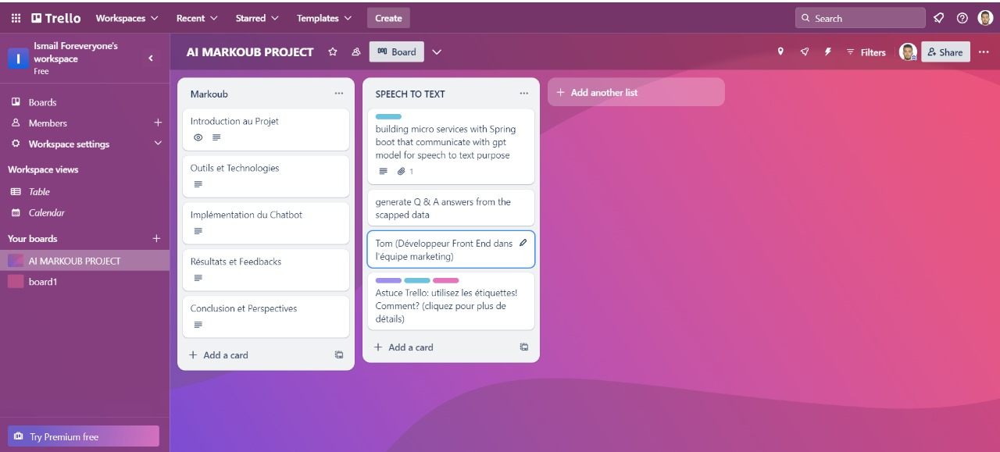 Trello
Workspaces
Recent
Starred
Templates
Create
Search
I
Ismail Foreveryone's
workspace
Free
AI MARKOUB PROJECT
Board
Filters
Share
Boards
Members
Workspace settings
Workspace views
Table
Calendar
Your boards
AI MARKOUB PROJECT
board1
Try Premium free
Markoub
Introduction au Projet
Outils et Technologies
Implémentation du Chatbot
Résultats et Feedbacks
Conclusion et Perspectives
Add a card
SPEECH TO TEXT
building micro services with Spring
boot that communicate with gpt
model for speech to text purpose
1
generate Q & A answers from the
scapped data
Tom (Développeur Front End dans
l'équipe marketing)
Astuce Trello: utilisez les étiquettes!
Comment? (cliquez pour plus de
détails)
Add a card
Add another list